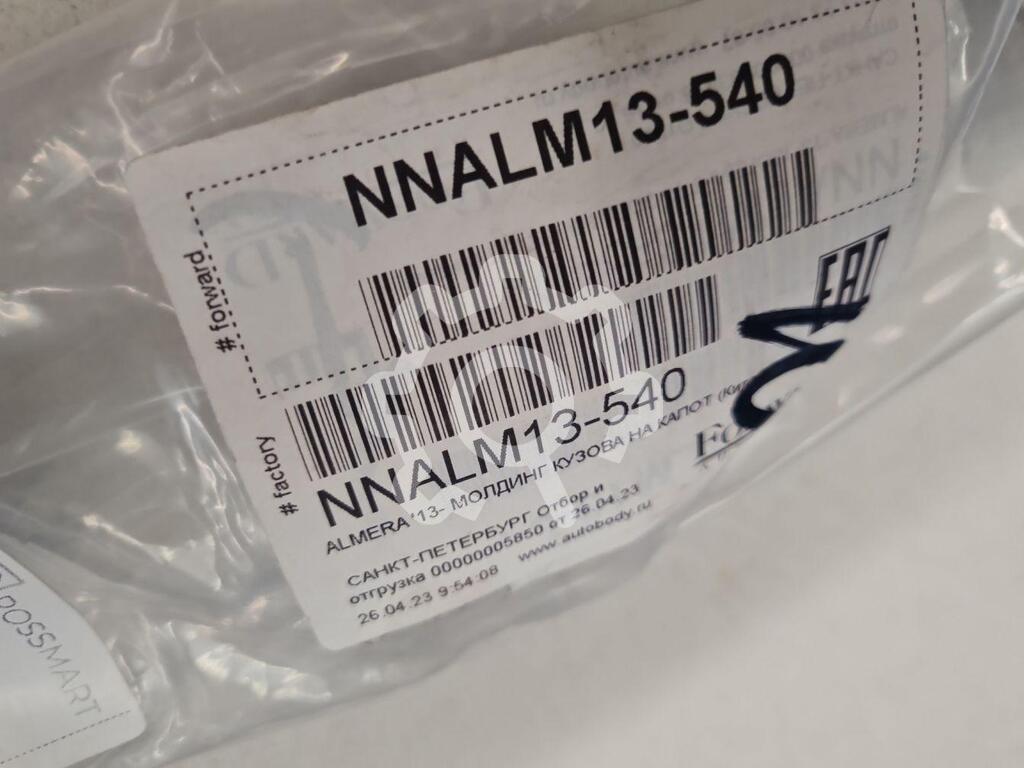 NNALM13-540
# forward
EAC
# factory
NNALM13-540
ALMERA '13- МОЛДИНГ КУЗОВА НА КАПОТ
САНКТ-ПЕТЕРБУРГ Отбор и
отгрузка 00000005850 от 26.04.23
26.04.23 9:54:08 www.autobody.ru
ROSSMART